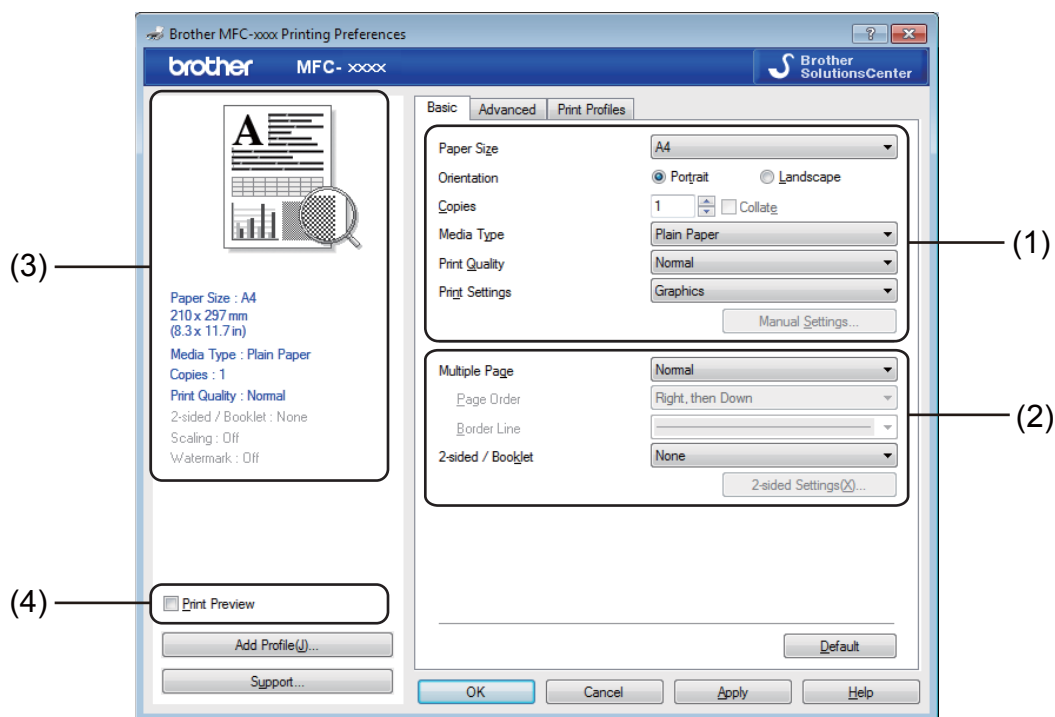 Brother MFC-xxxx Printing Preferences
brother MFC- xxxx
Brother
SolutionsCenter
(3)
A
Paper Size : A4
210 x 297 mm
(8.3 x 11.7 in)
Media Type : Plain Paper
Copies : 1
Print Quality : Normal
2-sided / Booklet : None
Scaling : Off
Watermark : Off
(4)
Print Preview
Add Profile(J)...
Support...
Basic Advanced Print Profiles
(1)
Paper Size A4
Orientation Portrait Landscape
Copies 1 Collate
Media Type Plain Paper
Print Quality Normal
Print Settings Graphics
Manual Settings...
(2)
Multiple Page Normal
Page Order Right, then Down
Border Line
2-sided / Booklet None
2-sided Settings(X)...
Default
OK Cancel Apply Help